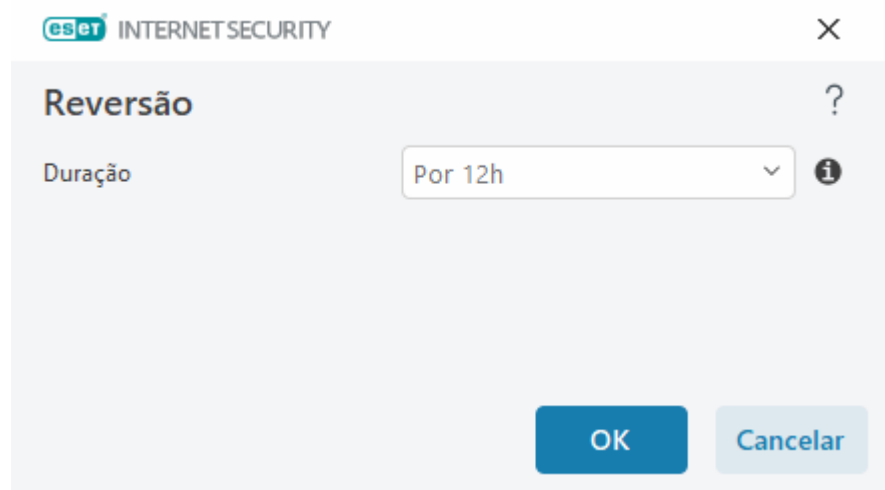 eset INTERNET SECURITY
Reversão
?
Duração
Por 12h
OK
Cancelar